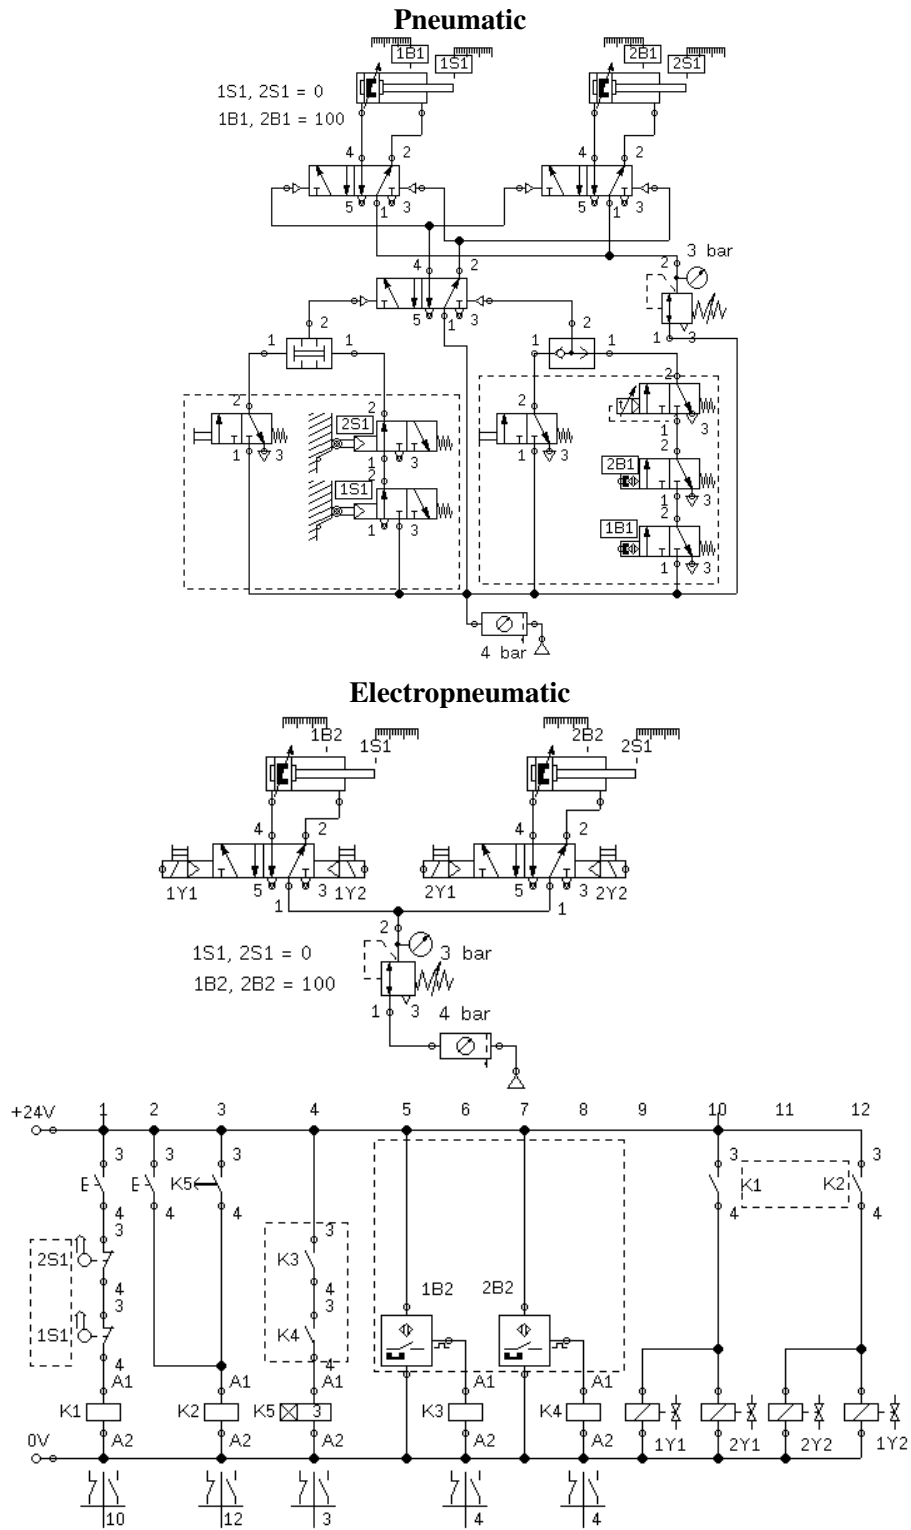 Pneumatic
1B1
1S1
2B1
2S1
1S1, 2S1 = 0
1B1, 2B1 = 100
4 2
4 2
5 1 3
5 1 3
4 2
2 3 bar
5 1 3
1 3
2
2
1 1
1 1
2
2
2
2
2S1
1 3
1 3
1 3
1 3
2
2
2B1
1S1
1 3
1 3
2
1B1
1 3
4 bar
Electropneumatic
1B2
1S1
2B2
2S1
4 2
4 2
1Y1 5 1 3 1Y2
2Y1 5 1 3 2Y2
2
1S1, 2S1 = 0
3 bar
1B2, 2B2 = 100
1 3
4 bar
+24V
1 2 3 4 5 6 7 8 9 10 11 12
3 3 3 3 3
E E K5 K1 K2
4 4 4 4 4
3 3
2S1 K3
4 4
3 3
1B2 2B2
1S1 K4
4 4
A1 A1 A1 A1 A1
K1 K2 K5 3 K3 K4
A2 A2 A2 A2 A2
1Y1 2Y1 2Y2 1Y2
0V
10 12 3 4 4